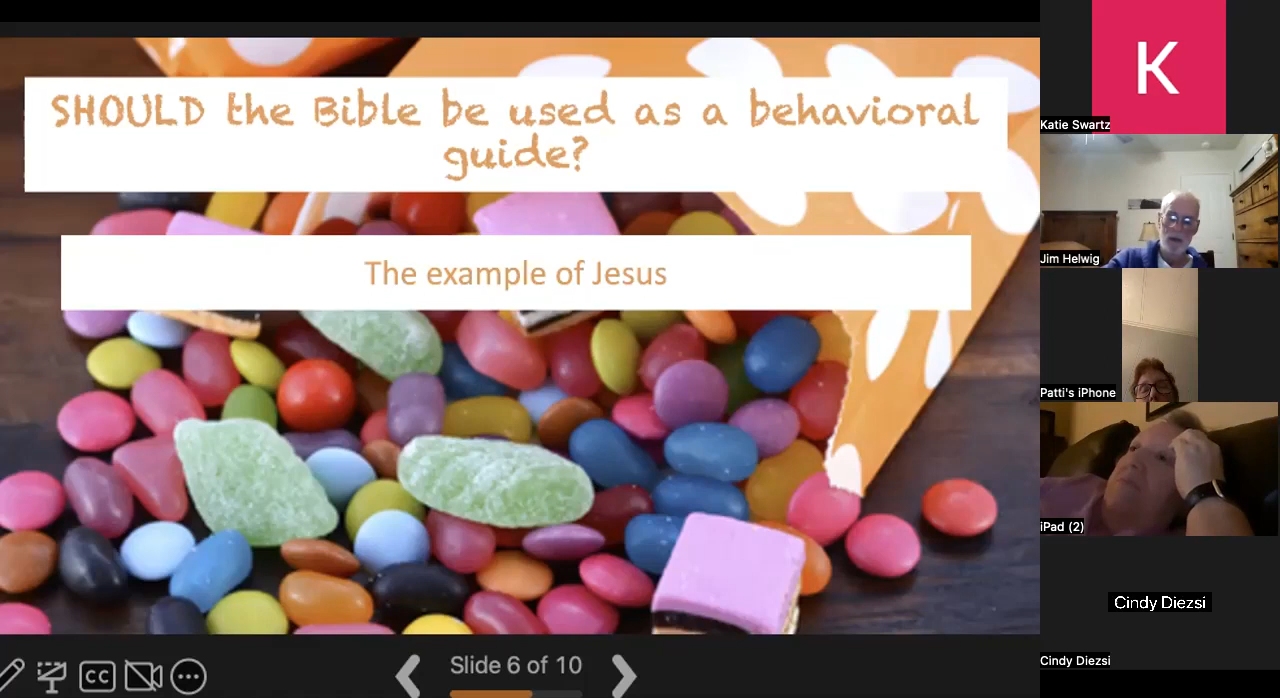 SHOULD the Bible be used as a behavioral
guide?
The example of Jesus
CC
Slide 6 of 10
K
Katie Swartz
Jim Helwig
Patti's iPhone
iPad (2)
Cindy Diezsi
Cindy Diezsi